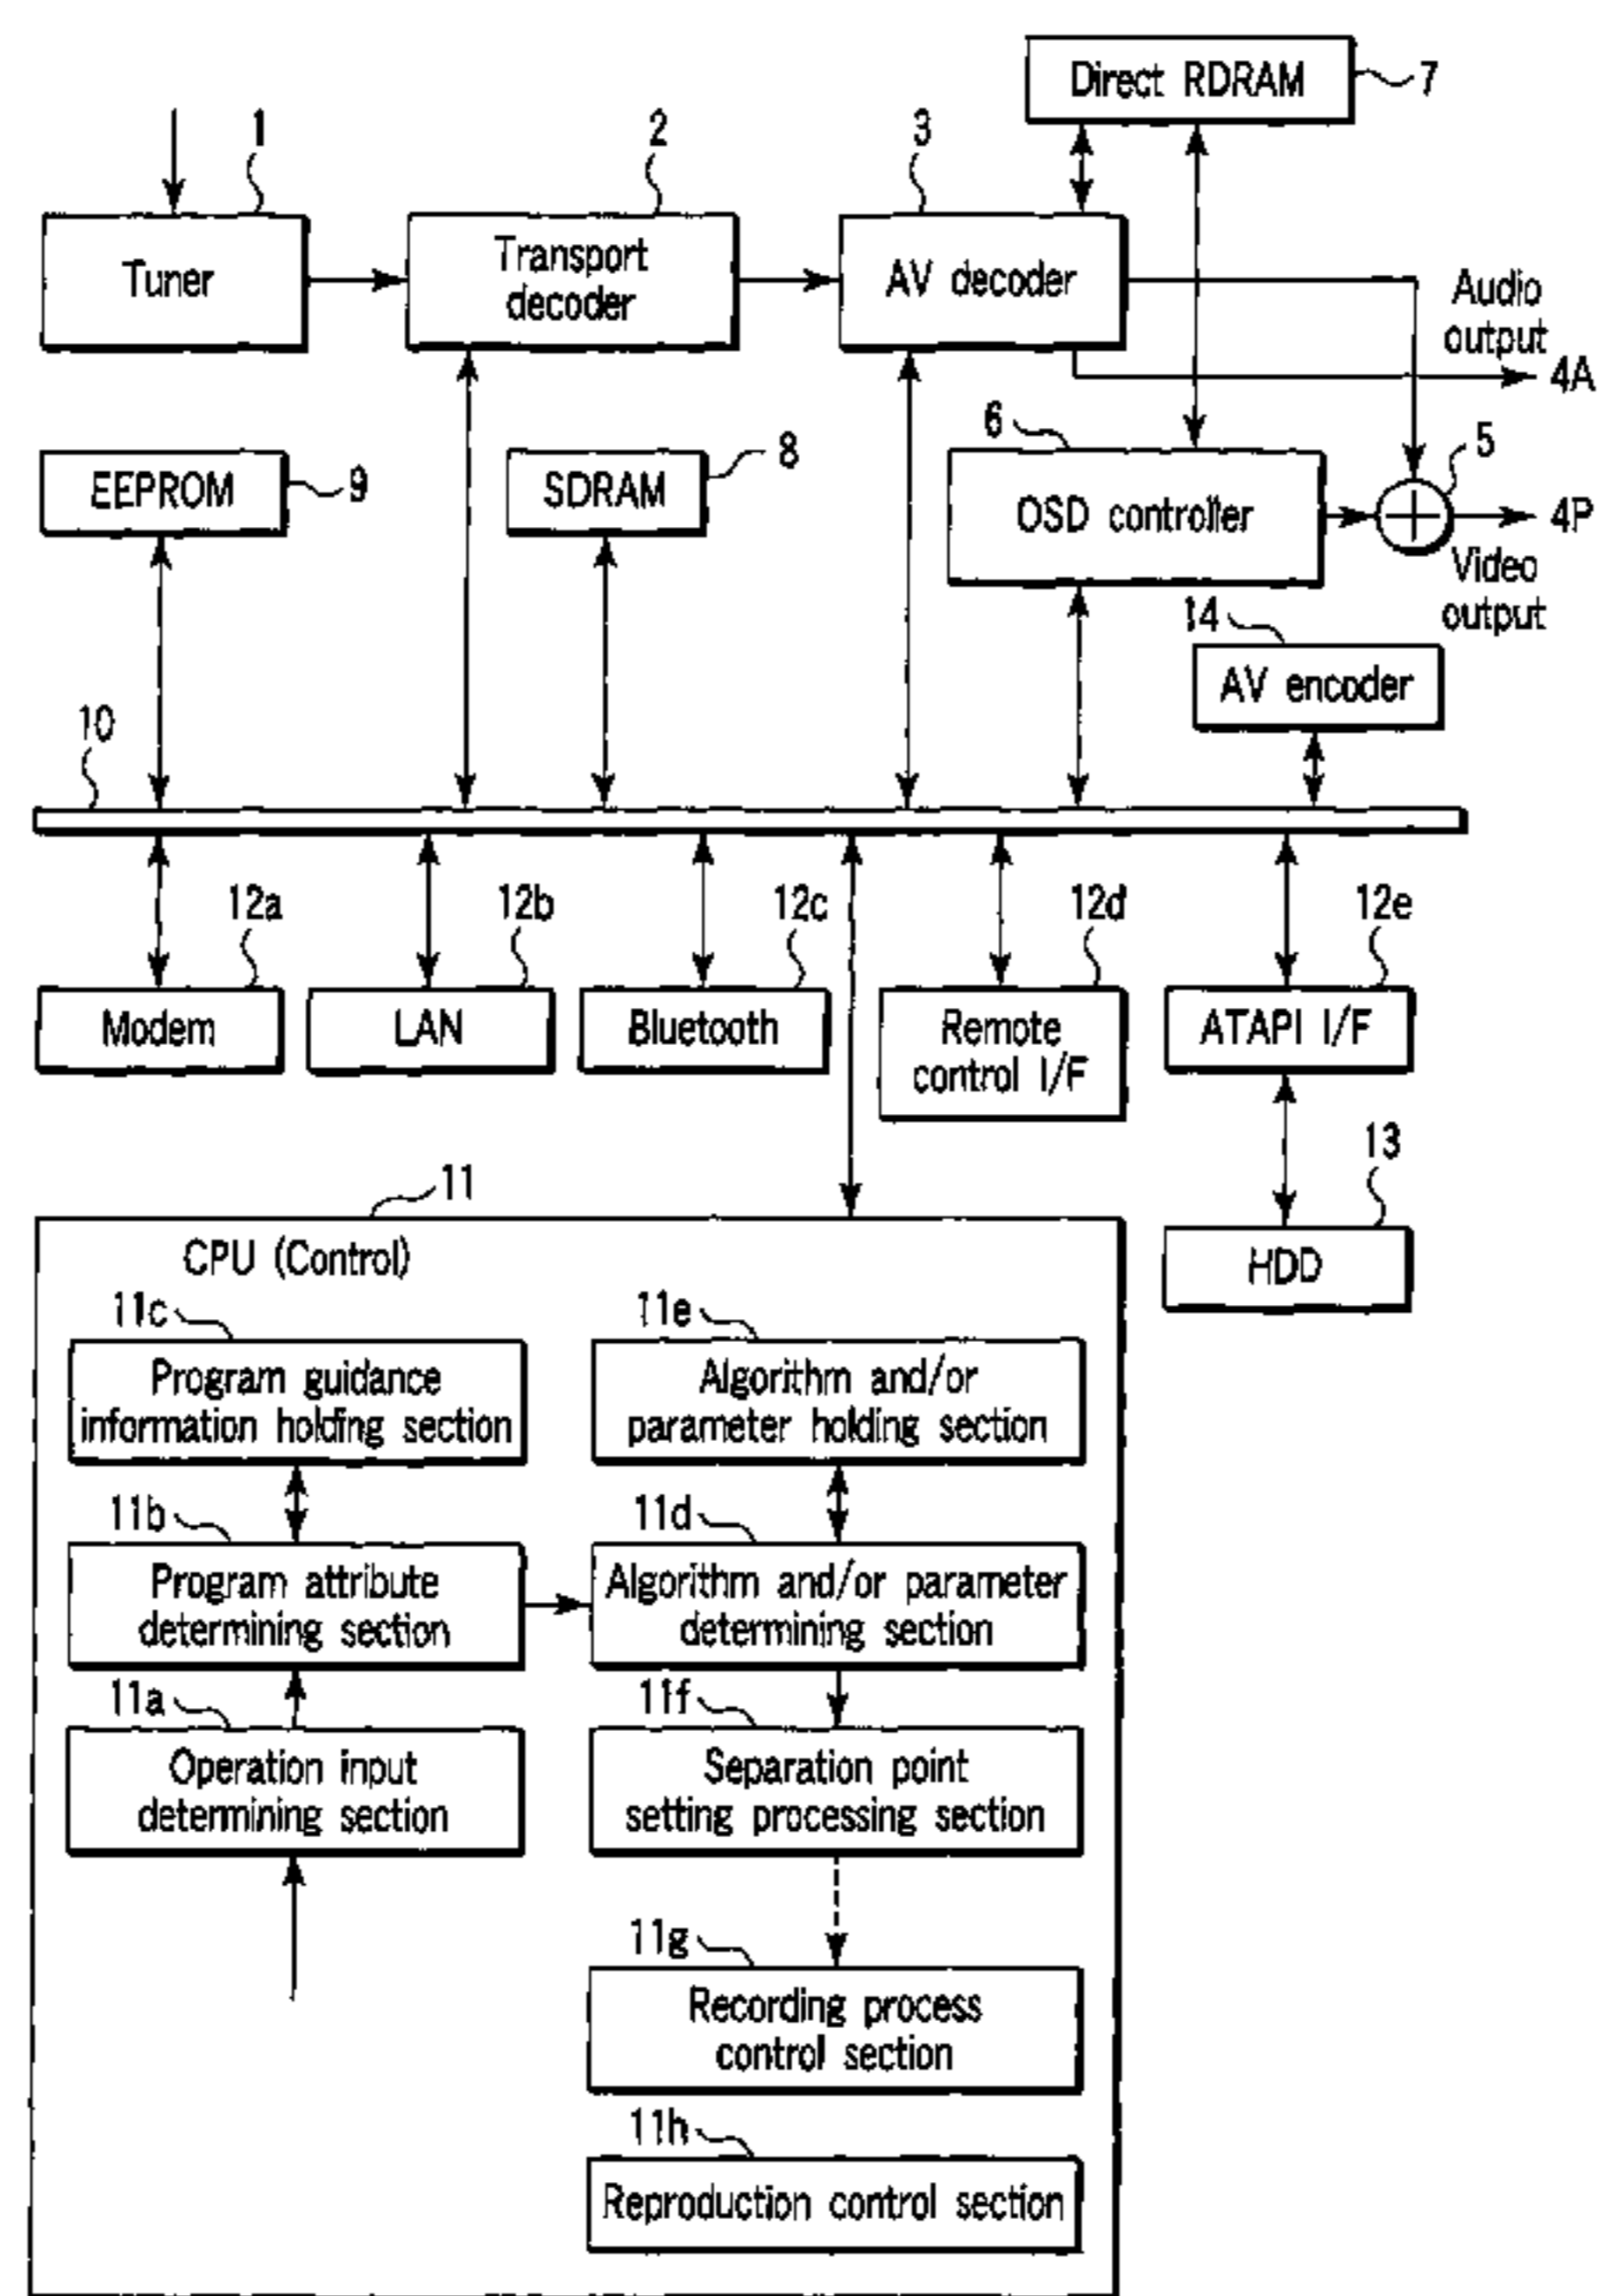 Direct RDRAM
7
1
2
3
Tuner
Transport
decoder
AV decoder
Audio
output
4A
6
5
EEPROM
9
SDRAM
8
OSD controller
4P
Video
output
14
AV encoder
10
12a
12b
12c
12d
12e
Modem
LAN
Bluetooth
Remote
control I/F
ATAPI I/F
13
HDD
11
CPU (Control)
11c
Program guidance
information holding section
11e
Algorithm and/or
parameter holding section
11b
Program attribute
determining section
11d
Algorithm and/or parameter
determining section
11a
Operation input
determining section
11f
Separation point
setting processing section
11g
Recording process
control section
11h
Reproduction control section